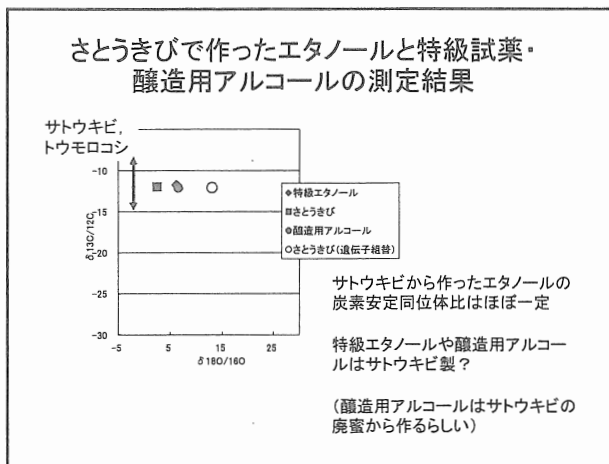 さとうきびで作ったエタノールと特級試薬・
醸造用アルコールの測定結果
サトウキビ,
トウモロコシ
-10
-15
-20
-25
-30
δ13C/12C
-5
5
15
25
δ18O/16O
特級エタノール
さとうきび
醸造用アルコール
さとうきび(遺伝子組替)
サトウキビから作ったエタノールの
炭素安定同位体比はほぼ一定
特級エタノールや醸造用アルコー
ルはサトウキビ製？
(醸造用アルコールはサトウキビの
廃蜜から作るらしい)